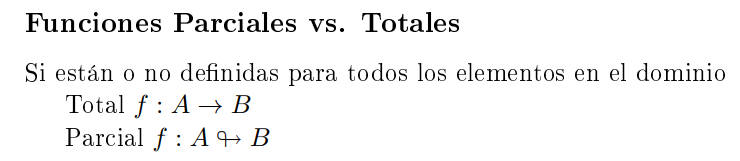 Funciones Parciales vs. Totales
Si están o no definidas para todos los elementos en el dominio
Total f : A → B
Parcial f : A ↬ B